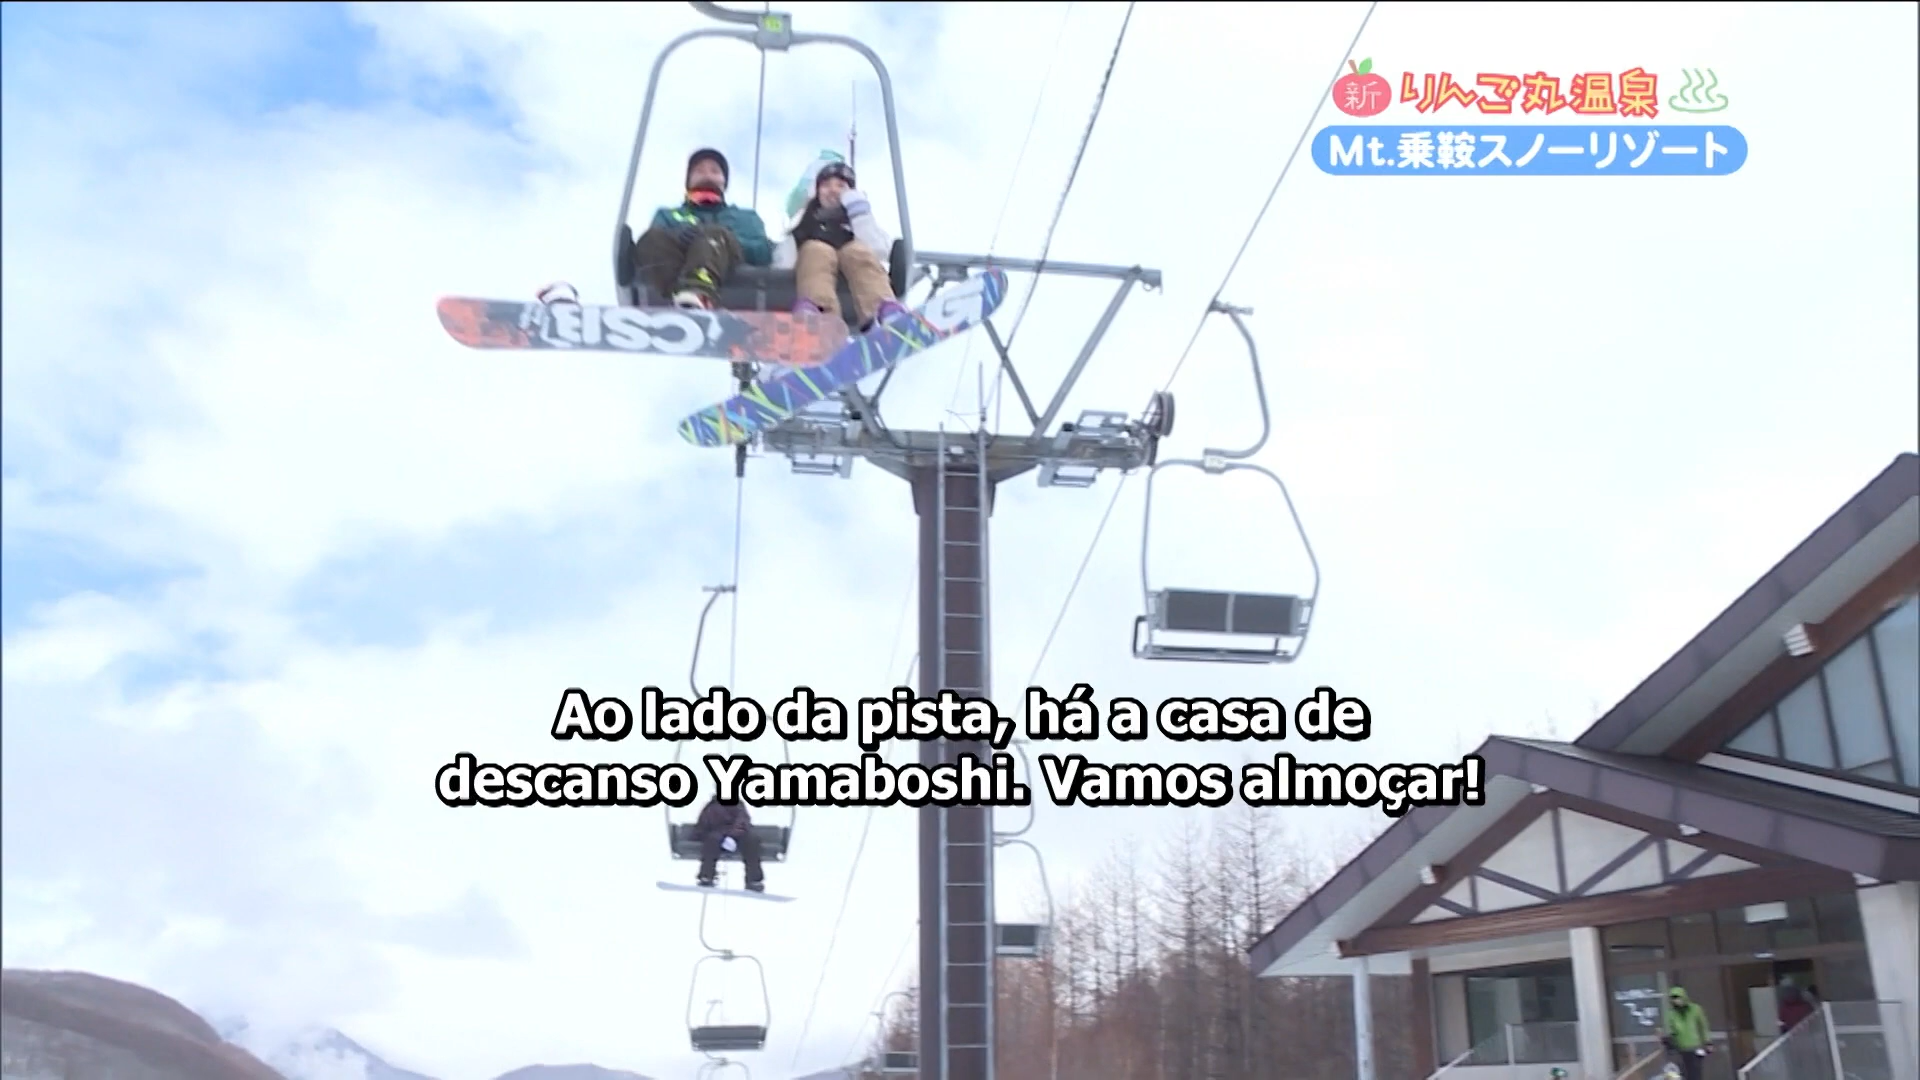 新 りんご丸温泉
Mt.乗鞍スノーリゾート
G
Ao lado da pista, há a casa de
descanso Yamaboshi. Vamos almoçar!